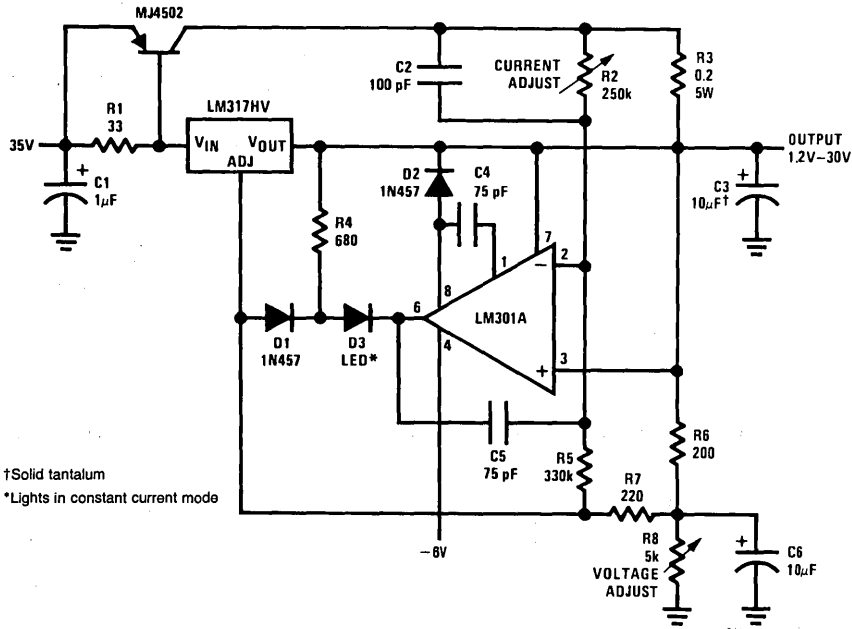 MJ4502
C2
100 pF
CURRENT
ADJUST
R2
250k
R3
0.2
5W
R1
33
LM317HV
35V
VIN
VOUT
ADJ
OUTPUT
1.2V–30V
+
C1
1μF
D2
1N457
C4
75 pF
+
C3
10μF†
R4
680
7
2
1
–
8
6
LM301A
4
3
+
D1
1N457
D3
LED*
C5
75 pF
R5
330k
R6
200
R7
220
†Solid tantalum
*Lights in constant current mode
–6V
R8
5k
VOLTAGE
ADJUST
+
C6
10μF